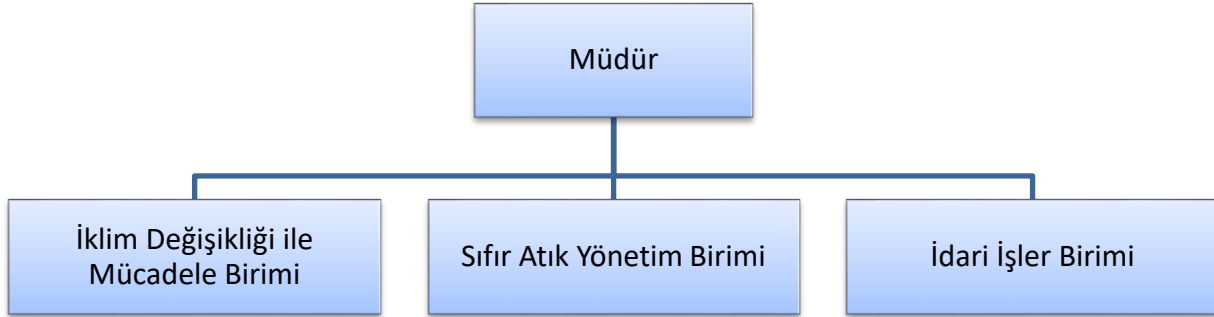 Müdür
İklim Değişikliği ile
Mücadele Birimi
Sıfır Atık Yönetim Birimi
İdari İşler Birimi